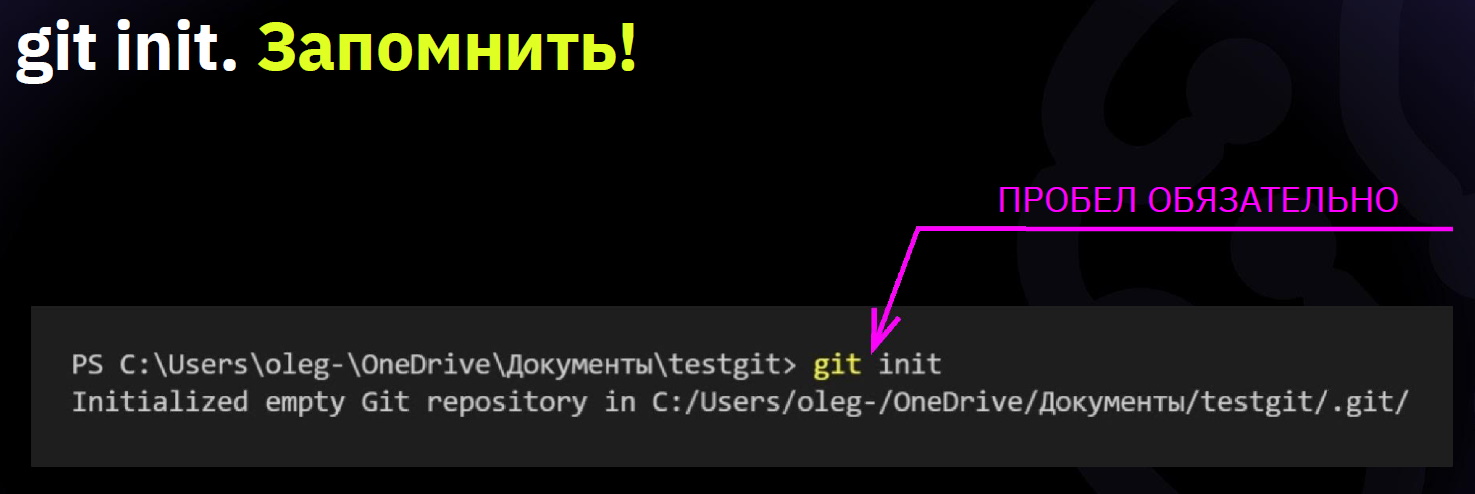 git init. Запомнить!
ПРОБЕЛ ОБЯЗАТЕЛЬНО
PS C:\Users\oleg-\OneDrive\Документы\testgit> git init
Initialized empty Git repository in C:/Users/oleg-/OneDrive/Документы/testgit/.git/